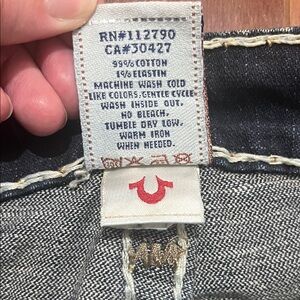 RN#112790
CA#30427
99% COTTON
1% ELASTIN
MACHINE WASH COLD
LIKE COLORS, GENTLE CYCLE
WASH INSIDE OUT.
NO BLEACH.
TUMBLE DRY LOW.
WARM IRON
WHEN NEEDED.